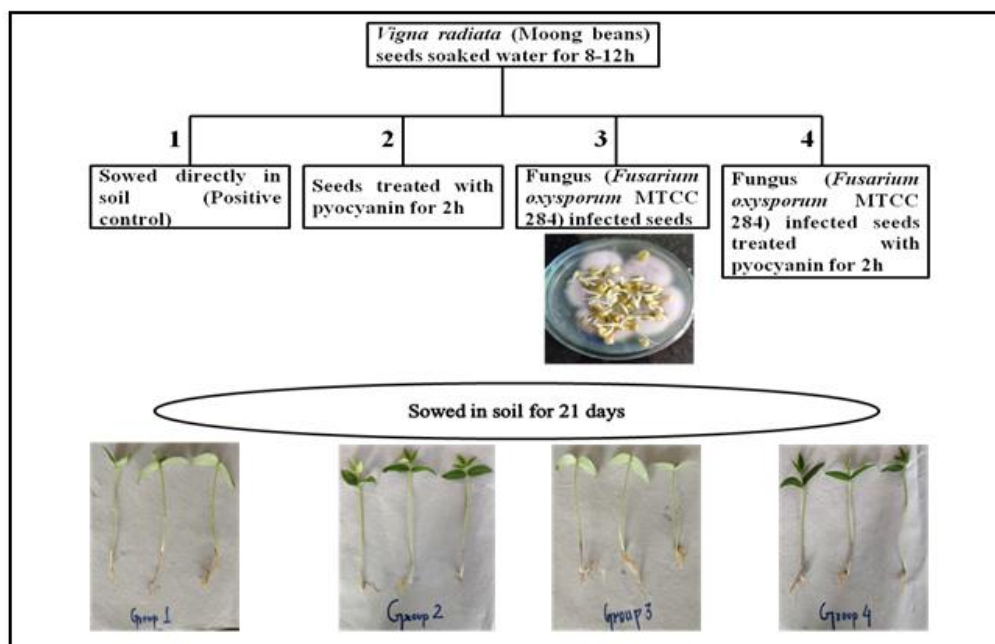 Vigna radiata (Moong beans)
seeds soaked water for 8-12h
1
2
3
4
Sowed directly in
soil (Positive
control)
Seeds treated with
pyocyanin for 2h
Fungus (Fusarium
oxysporum MTCC
284) infected seeds
Fungus (Fusarium
oxysporum MTCC
284) infected seeds
treated with
pyocyanin for 2h
Sowed in soil for 21 days
Group 1
Group 2
Group 3
Group 4